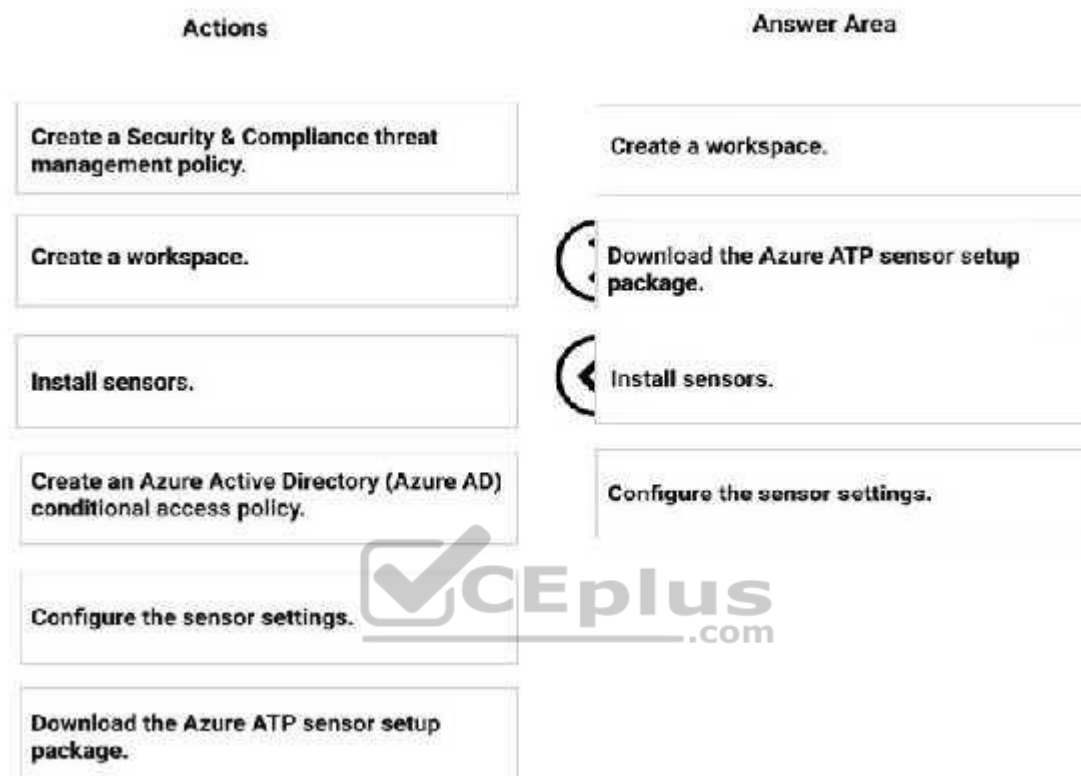 Actions
Answer Area
Create a Security & Compliance threat
management policy.
Create a workspace.
Install sensors.
Create an Azure Active Directory (Azure AD)
conditional access policy.
Configure the sensor settings.
Download the Azure ATP sensor setup
package.
Create a workspace.
Download the Azure ATP sensor setup
package.
Install sensors.
Configure the sensor settings.
CEplus
.com